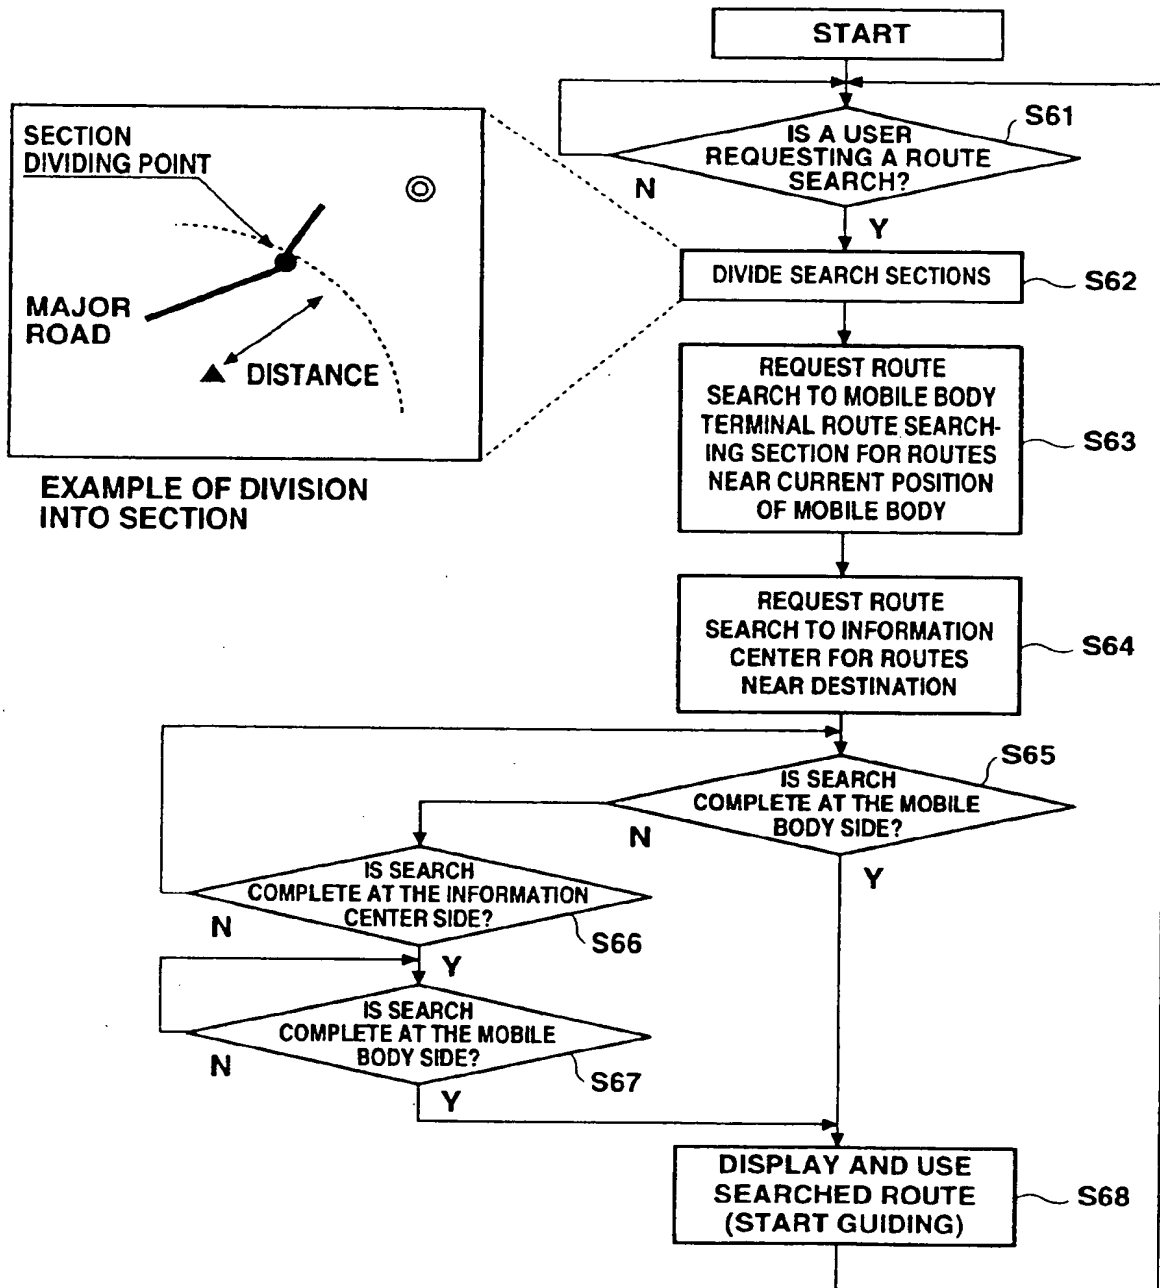 START
IS A USER
REQUESTING A ROUTE
SEARCH?
S61
N
Y
SECTION
DIVIDING POINT
MAJOR
ROAD
DISTANCE
EXAMPLE OF DIVISION
INTO SECTION
DIVIDE SEARCH SECTIONS
S62
REQUEST ROUTE
SEARCH TO MOBILE BODY
TERMINAL ROUTE SEARCH-
ING SECTION FOR ROUTES
NEAR CURRENT POSITION
OF MOBILE BODY
S63
REQUEST ROUTE
SEARCH TO INFORMATION
CENTER FOR ROUTES
NEAR DESTINATION
S64
IS SEARCH
COMPLETE AT THE MOBILE
BODY SIDE?
S65
N
Y
IS SEARCH
COMPLETE AT THE INFORMATION
CENTER SIDE?
S66
N
Y
IS SEARCH
COMPLETE AT THE MOBILE
BODY SIDE?
S67
N
Y
DISPLAY AND USE
SEARCHED ROUTE
(START GUIDING)
S68